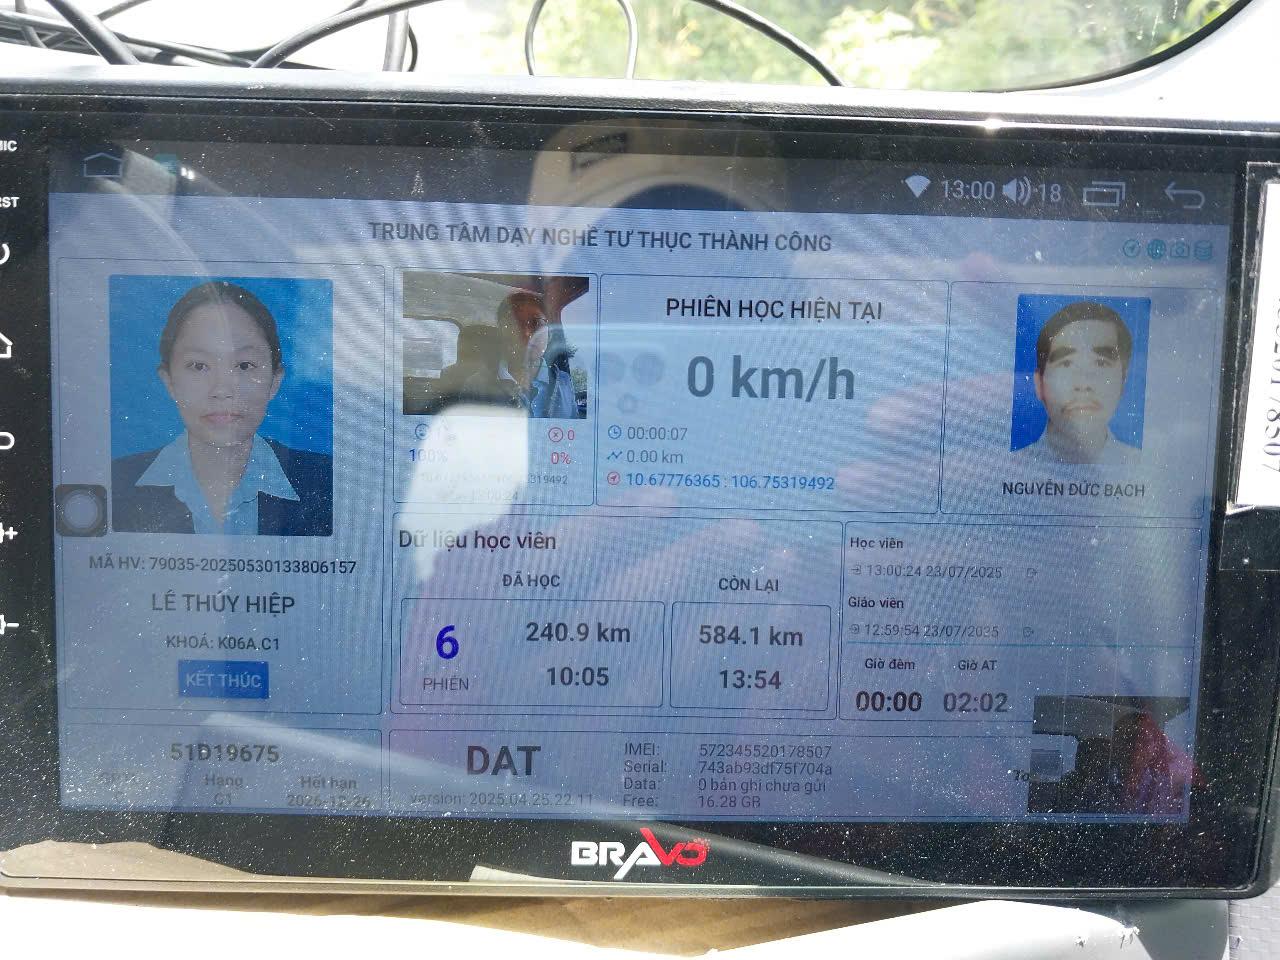 13:00 18
TRUNG TÂM DẠY NGHỀ TƯ THỤC THÀNH CÔNG
MÃ HV: 79035-20250530133806157
LÊ THÚY HIỆP
KHOÁ: K06A.C1
KẾT THÚC
100%
0
0%
13:00:24
PHIÊN HỌC HIỆN TẠI
0 km/h
00:00:07
0.00 km
10.67776365 : 106.75319492
NGUYỄN ĐỨC BẠCH
Dữ liệu học viên
ĐÃ HỌC
CÒN LẠI
6
PHIÊN
240.9 km
10:05
584.1 km
13:54
Học viên
13:00:24 23/07/2025
Giáo viên
12:59:54 23/07/2025
Giờ đêm
Giờ AT
00:00
02:02
51D19675
Hạng
C1
Hết hạn
2026-12-26
DAT
version: 2025.04.25.22.11
IMEI: 572345520178507
Serial: 743ab93df75f704a
Data: 0 bản ghi chưa gửi
Free: 16.28 GB
BRAVO